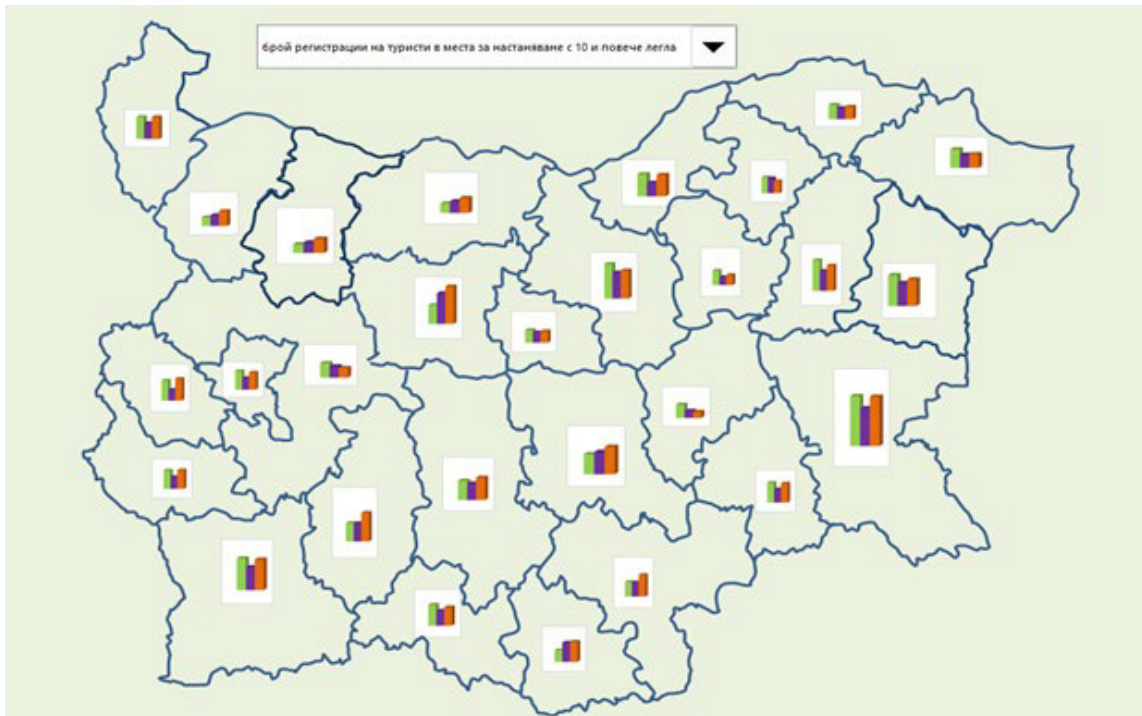 брой регистрации на туристи в места за настаняване с 10 и повече легла